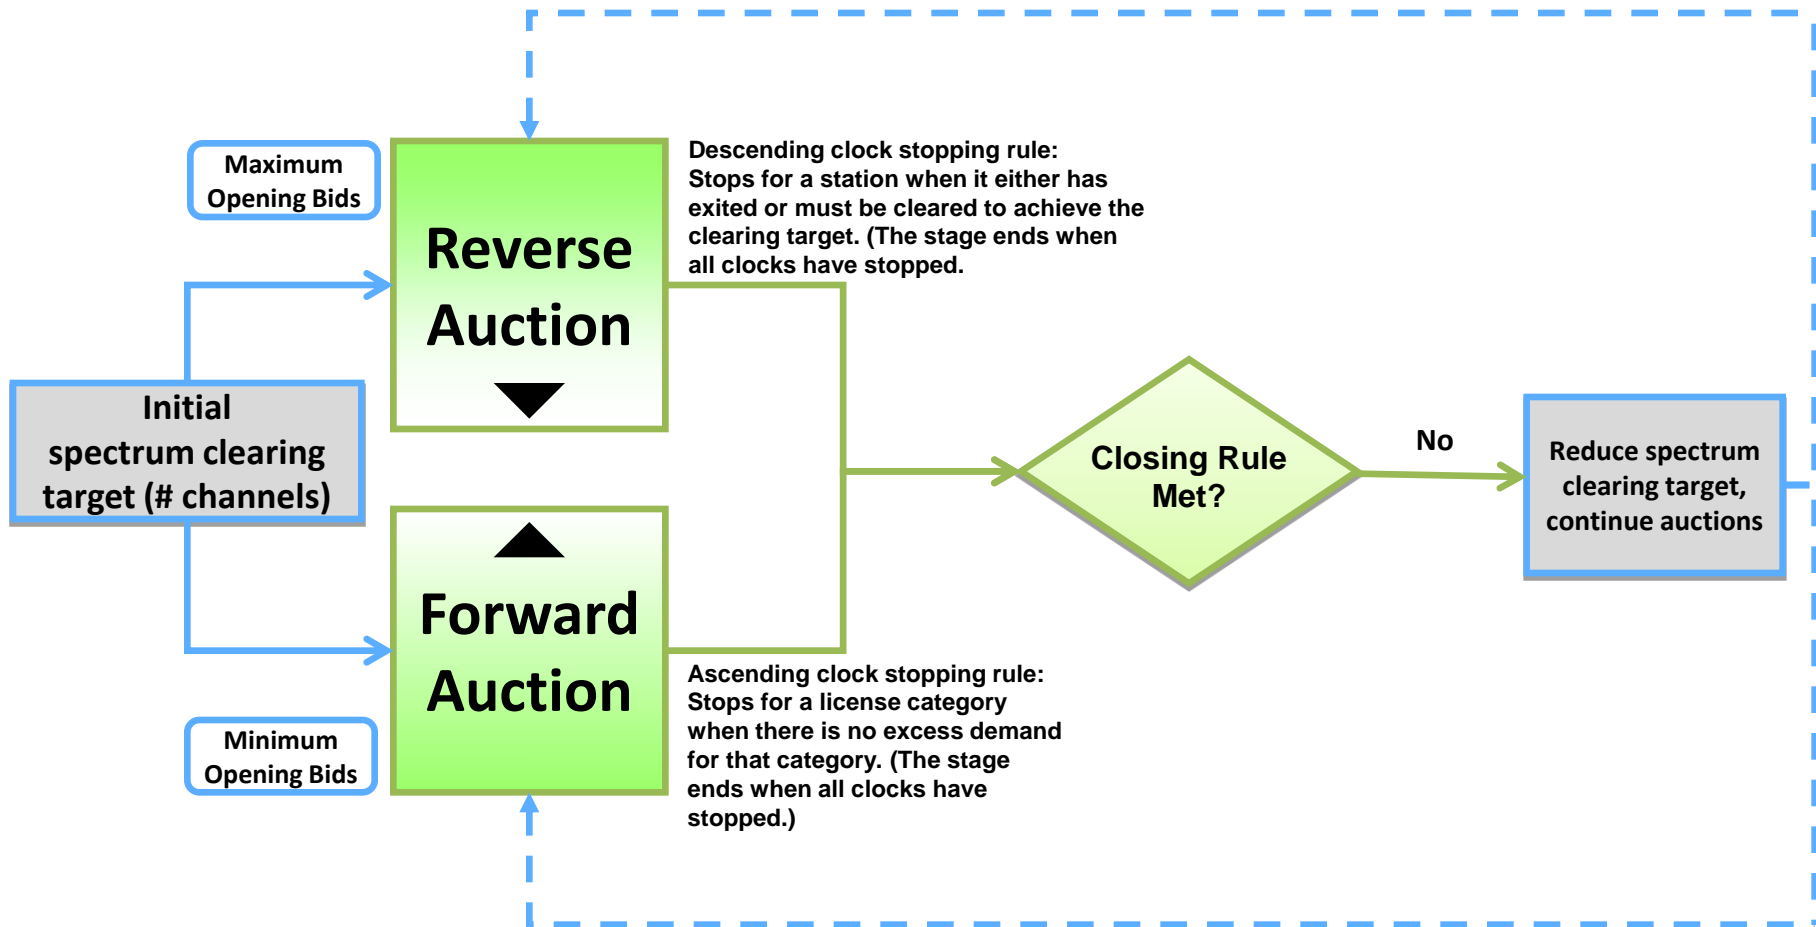 Maximum
Opening Bids
Reverse
Auction
Descending clock stopping rule:
Stops for a station when it either has
exited or must be cleared to achieve the
clearing target. (The stage ends when
all clocks have stopped.
Initial
spectrum clearing
target (# channels)
Closing Rule
Met?
No
Reduce spectrum
clearing target,
continue auctions
Forward
Auction
Minimum
Opening Bids
Ascending clock stopping rule:
Stops for a license category
when there is no excess demand
for that category. (The stage
ends when all clocks have
stopped.)